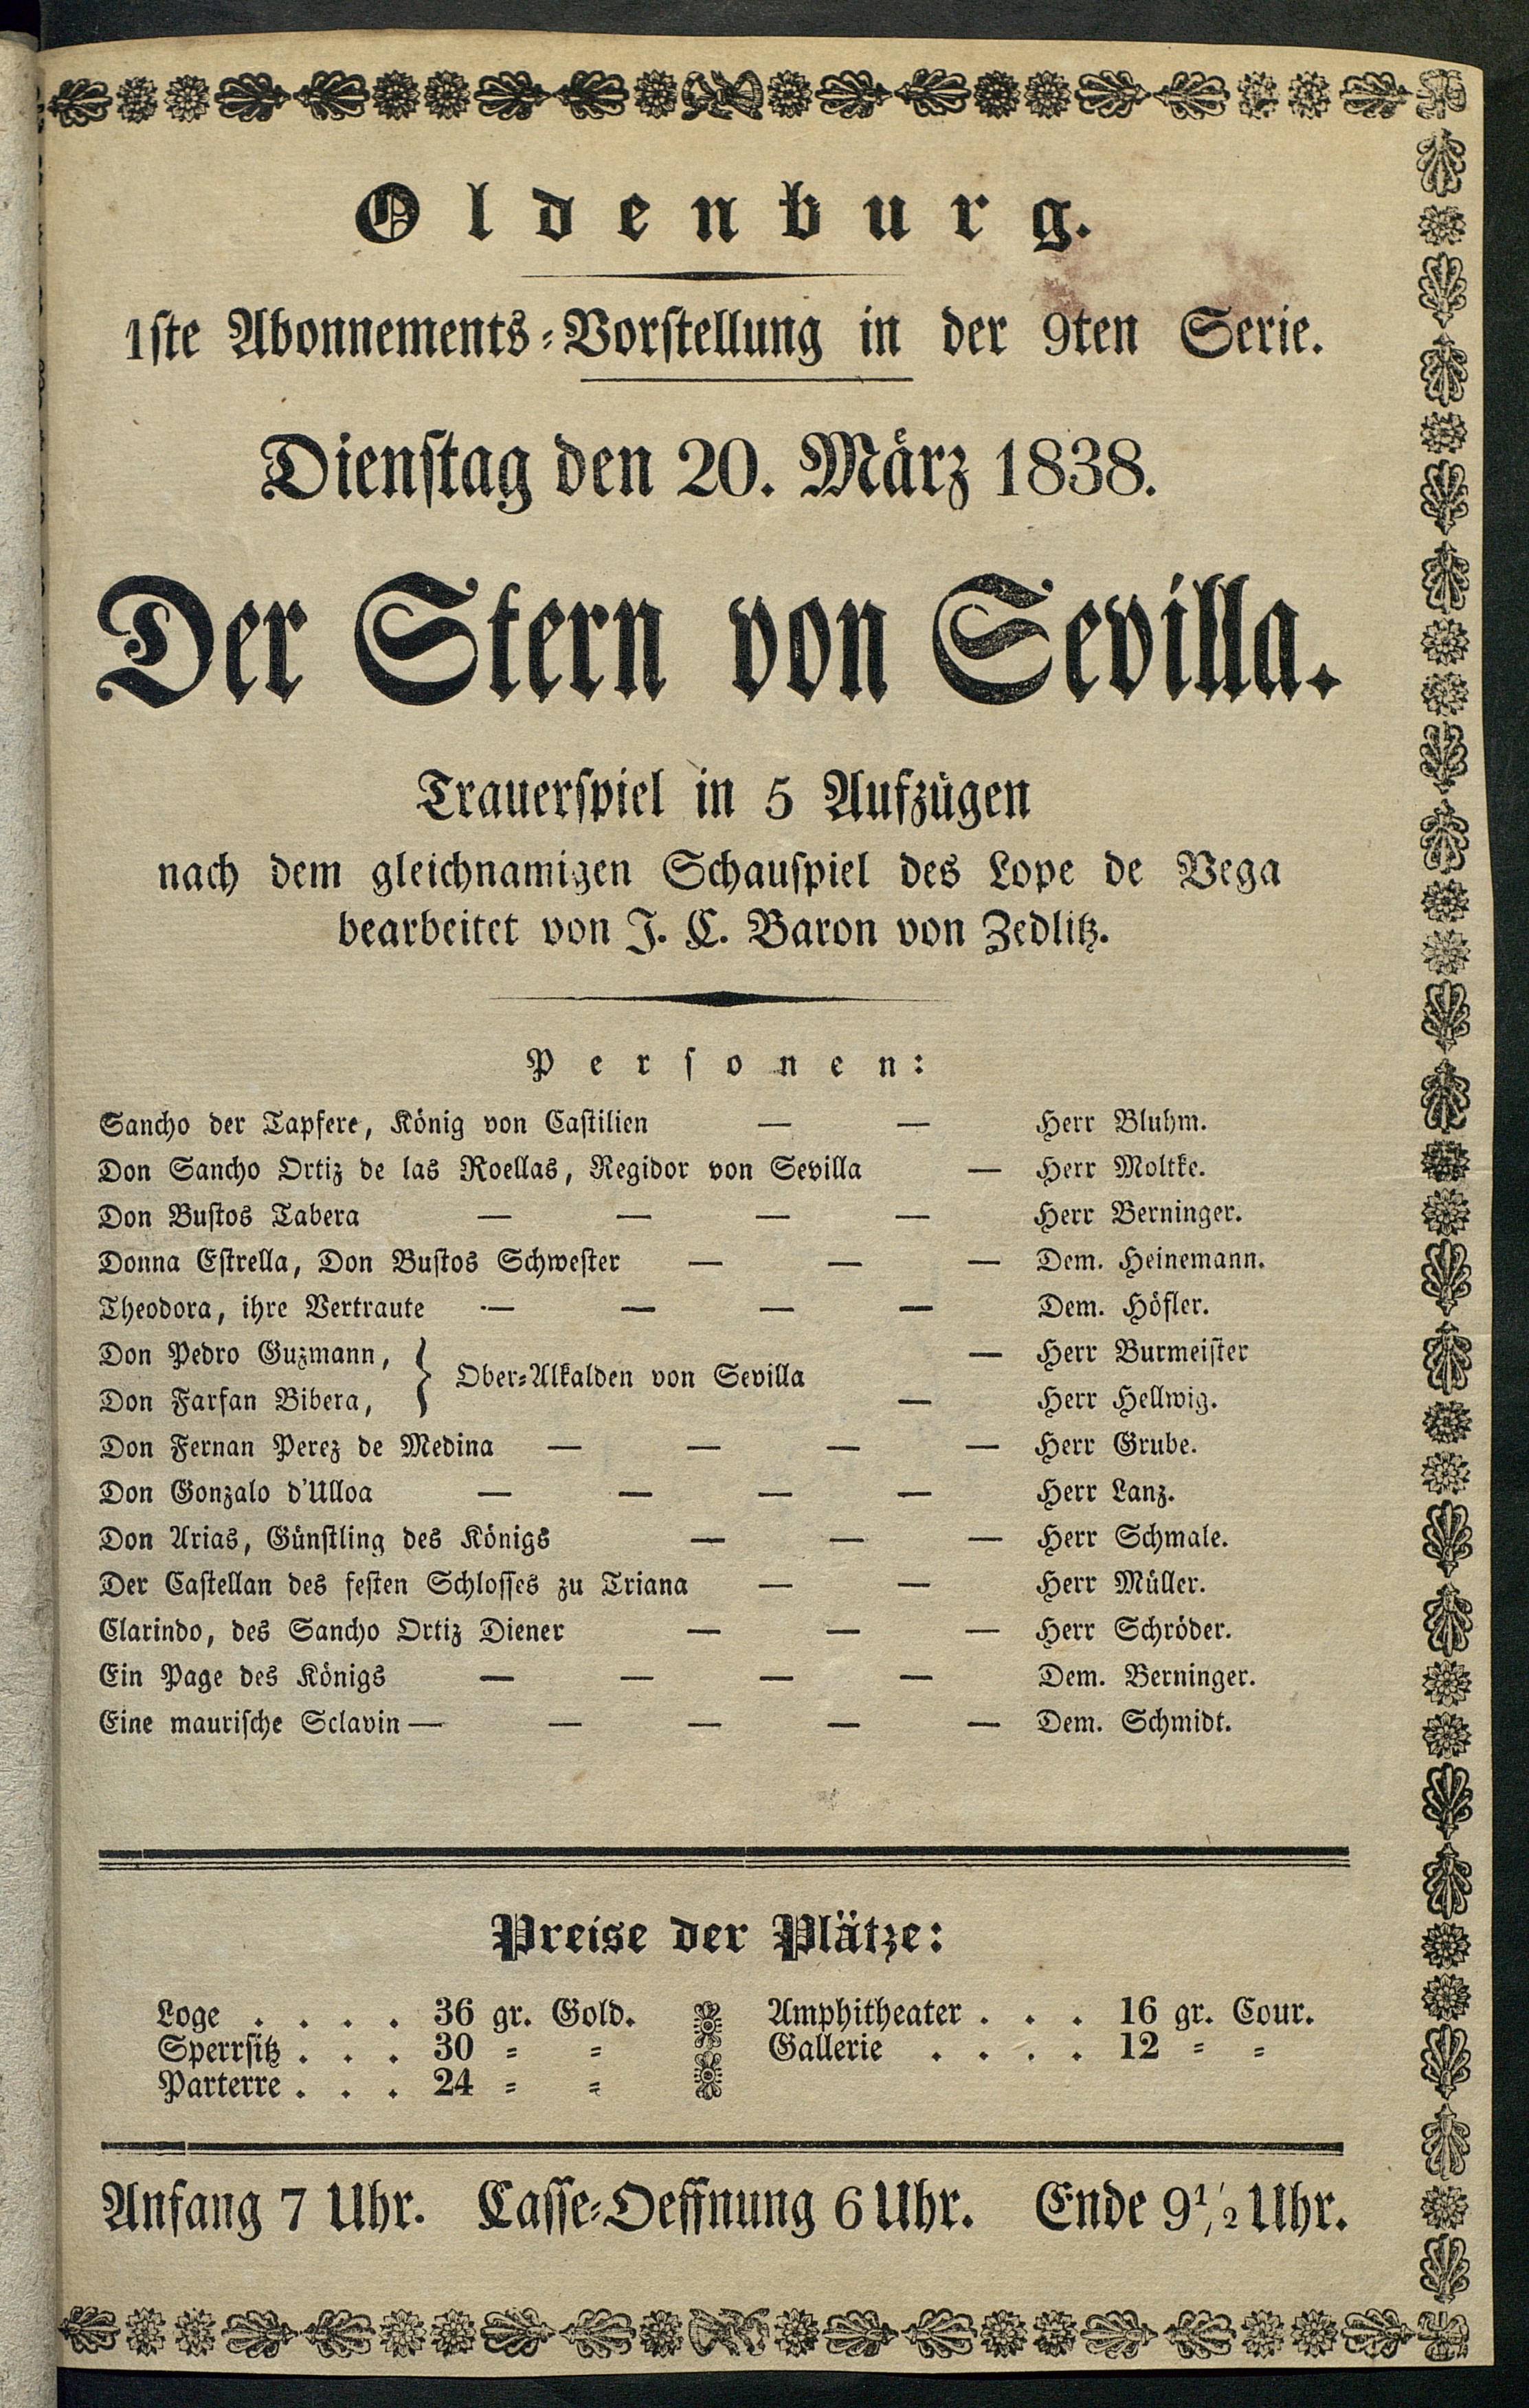 Oldenburg.
1ste Abonnements-Vorstellung in der 9ten Serie.
Dienstag den 20. März 1838.
Der Stern von Sevilla.
Trauerspiel in 5 Aufzügen
nach dem gleichnamigen Schauspiel des Lope de Vega
bearbeitet von J. C. Baron von Zedlitz.
Personen:
Sancho der Tapfere, König von Castilien — — Herr Bluhm.
Don Sancho Ortiz de las Roellas, Regidor von Sevilla — Herr Moltke.
Don Bustos Tabera — — — — Herr Berninger.
Donna Estrella, Don Bustos Schwester — — — Dem. Heinemann.
Theodora, ihre Vertraute — — — — Dem. Höfler.
Don Pedro Guzmann, } Ober-Alkalden von Sevilla — Herr Burmeister
Don Farfan Bibera, } — Herr Hellwig.
Don Fernan Perez de Medina — — — — Herr Grube.
Don Gonzalo d'Ulloa — — — — Herr Lanz.
Don Arias, Günstling des Königs — — — Herr Schmale.
Der Castellan des festen Schlosses zu Triana — — Herr Müller.
Clarindo, des Sancho Ortiz Diener — — — Herr Schröder.
Ein Page des Königs — — — — Dem. Berninger.
Eine maurische Sclavin — — — — — Dem. Schmidt.
Preise der Plätze:
Loge . . . . 36 gr. Gold. Amphitheater . . . 16 gr. Cour.
Sperrsitz . . . 30 = = Gallerie . . . . 12 = =
Parterre . . . 24 = =
Anfang 7 Uhr. Casse-Oeffnung 6 Uhr. Ende 9 1/2 Uhr.